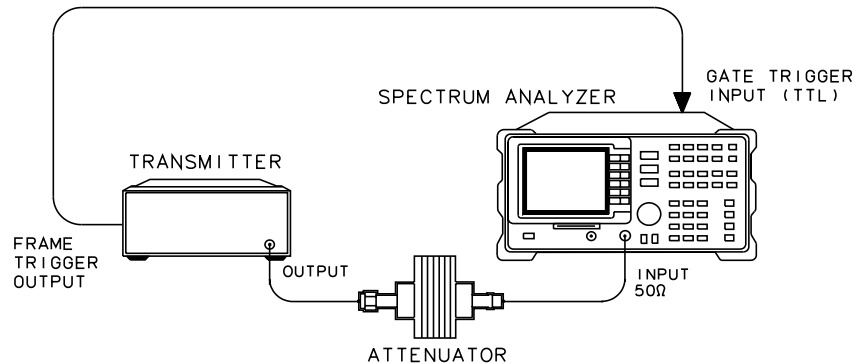 GATE TRIGGER
INPUT (TTL)
SPECTRUM ANALYZER
TRANSMITTER
FRAME
TRIGGER
OUTPUT
OUTPUT
INPUT
50Ω
ATTENUATOR